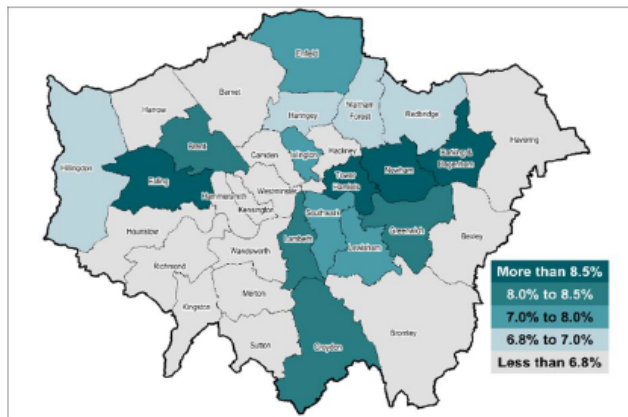 Enfield
Barnet
Harrow
Haringey
Waltham
Forest
Redbridge
Havering
Hillingdon
Brent
Camden
Islington
Hackney
Barking &
Dagenham
Ealing
Tower
Hamlets
Newham
Hammersmith
Westminster
Kensington
Southwark
Hounslow
Lambeth
Greenwich
Bexley
Wandsworth
Lewisham
Richmond
Merton
Kingston
Sutton
Croydon
Bromley
More than 8.5%
8.0% to 8.5%
7.0% to 8.0%
6.8% to 7.0%
Less than 6.8%